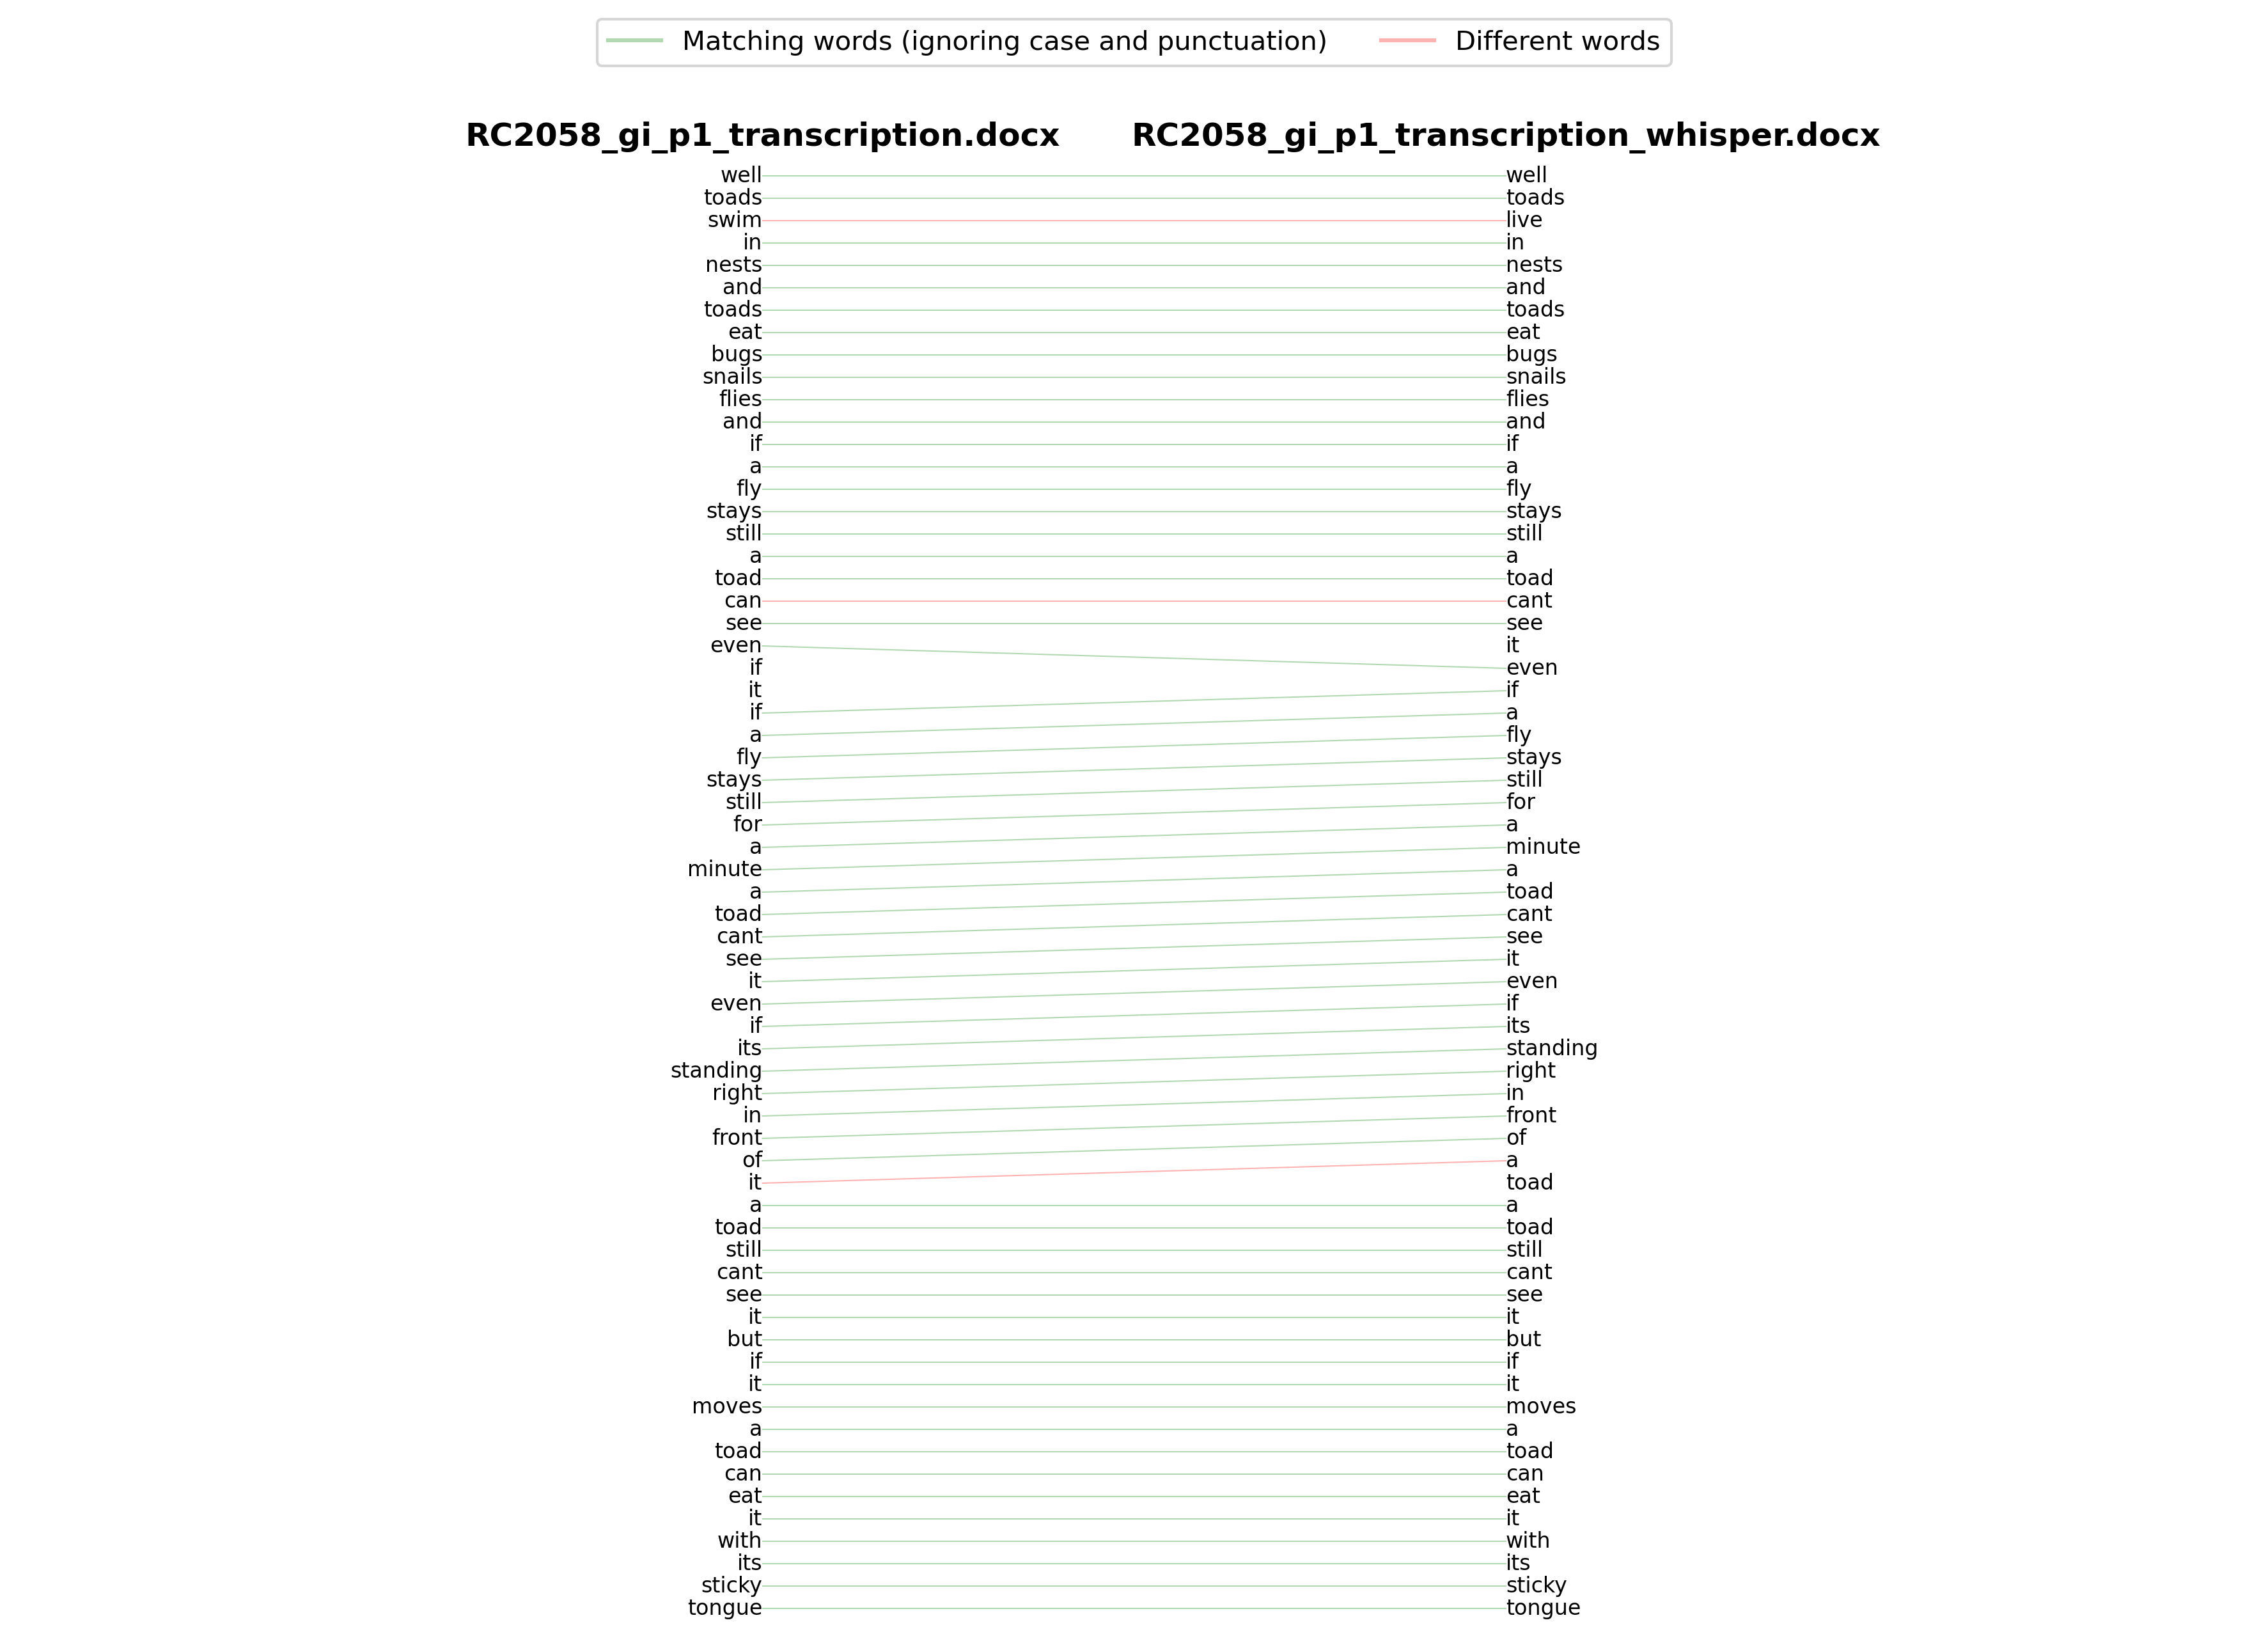 Matching words (ignoring case and punctuation) Different words
RC2058_gi_p1_transcription.docx RC2058_gi_p1_transcription_whisper.docx
well well
toads toads
swim live
in in
nests nests
and and
toads toads
eat eat
bugs bugs
snails snails
flies flies
and and
if if
a a
fly fly
stays stays
still still
a a
toad toad
can cant
see see
even it
if even
it if
if a
a fly
fly stays
stays still
still for
for a
a minute
minute a
a toad
toad cant
cant see
see it
it even
even if
if its
its standing
standing right
right in
in front
front of
of a
it toad
a a
toad toad
still still
cant cant
see see
it it
but but
if if
it it
moves moves
a a
toad toad
can can
eat eat
it it
with with
its its
sticky sticky
tongue tongue